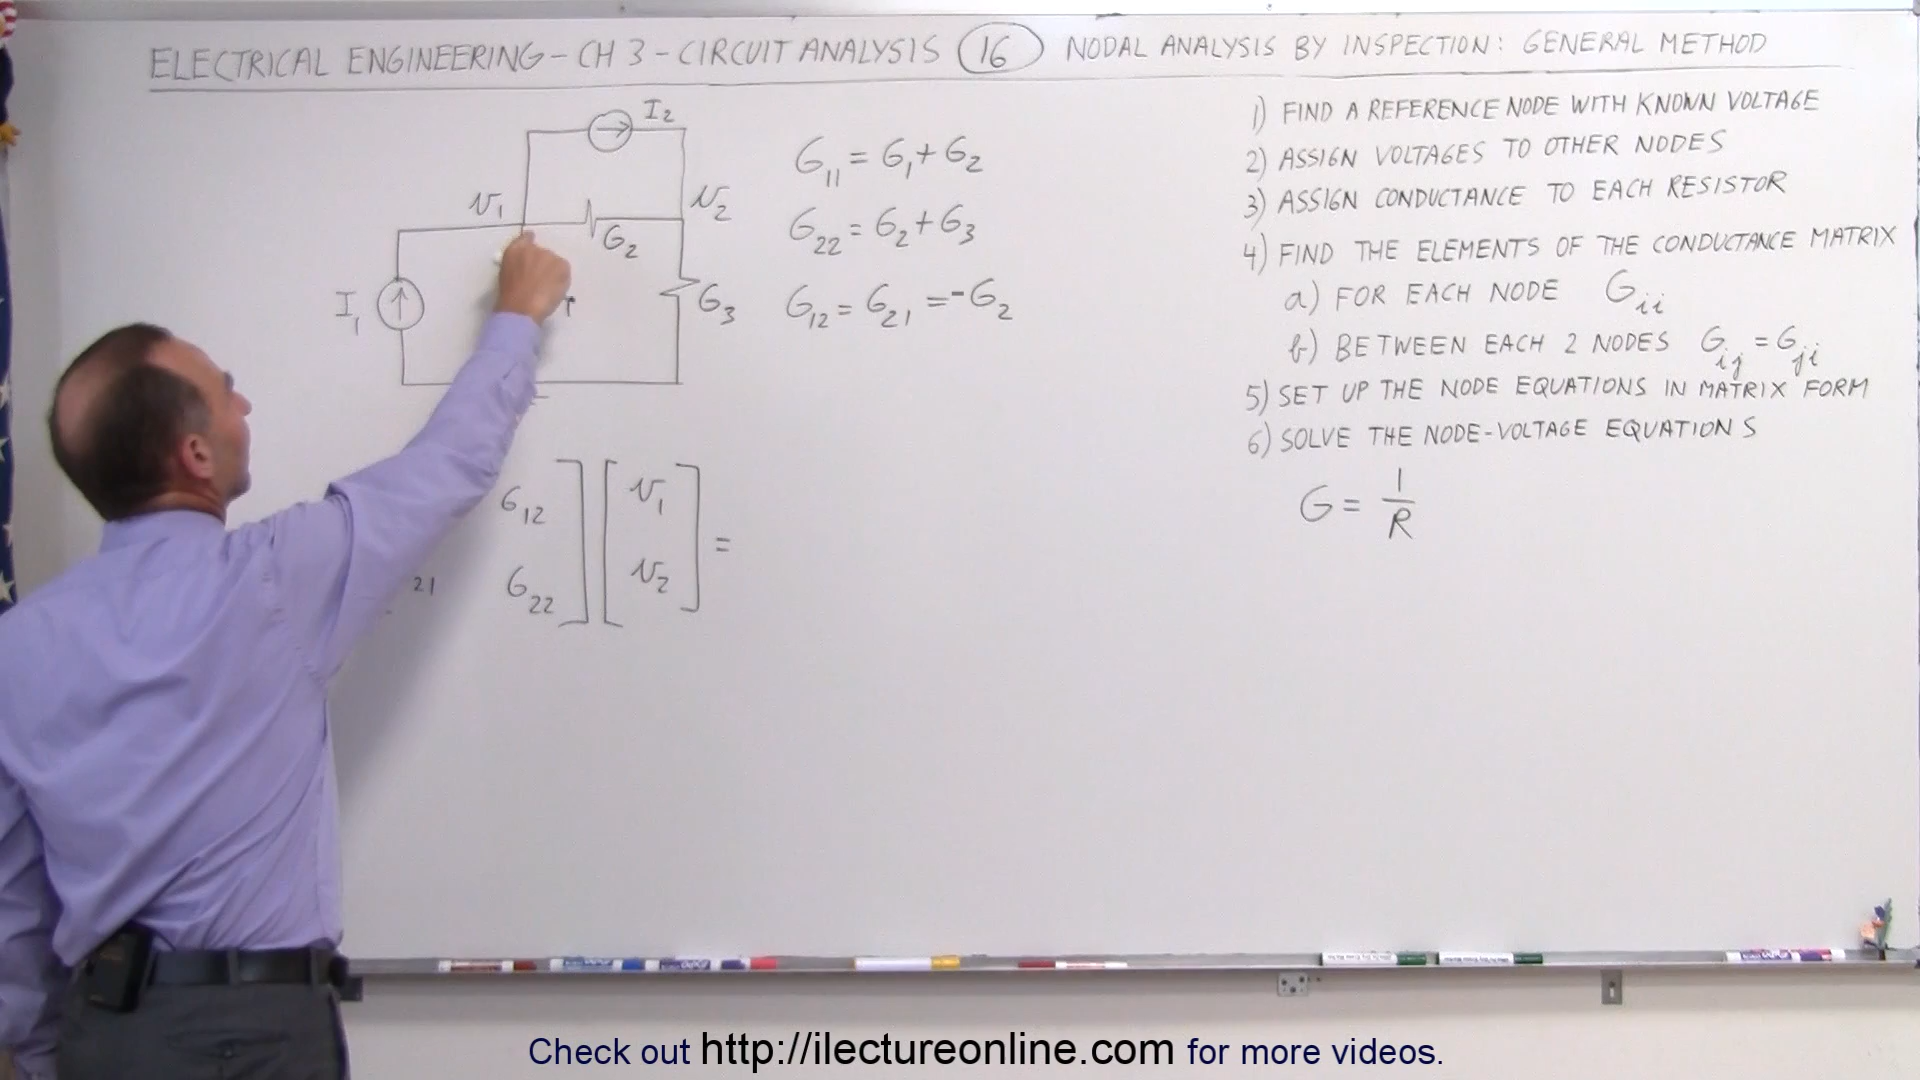 ELECTRICAL ENGINEERING - CH 3 - CIRCUIT ANALYSIS 16 NODAL ANALYSIS BY INSPECTION: GENERAL METHOD
I₂
v₁
v₂
G₂
I₁
G₃
G₁₁ = G₁ + G₂
G₂₂ = G₂ + G₃
G₁₂ = G₂₁ = -G₂
G₁₂
v₁
=
₂₁ G₂₂
v₂
1) FIND A REFERENCE NODE WITH KNOWN VOLTAGE
2) ASSIGN VOLTAGES TO OTHER NODES
3) ASSIGN CONDUCTANCE TO EACH RESISTOR
4) FIND THE ELEMENTS OF THE CONDUCTANCE MATRIX
a) FOR EACH NODE Gᵢᵢ
b) BETWEEN EACH 2 NODES Gᵢⱼ = Gⱼᵢ
5) SET UP THE NODE EQUATIONS IN MATRIX FORM
6) SOLVE THE NODE-VOLTAGE EQUATIONS
G = 1/R
Check out http://ilectureonline.com for more videos.